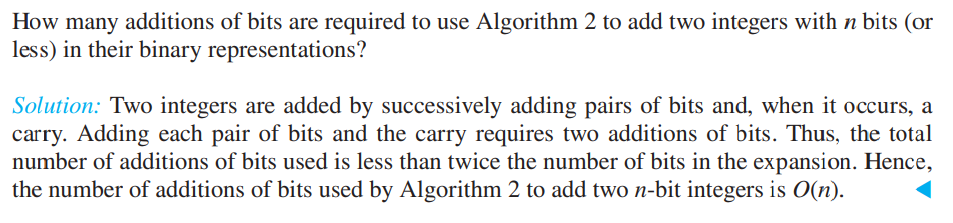 How many additions of bits are required to use Algorithm 2 to add two integers with n bits (or
less) in their binary representations?
Solution: Two integers are added by successively adding pairs of bits and, when it occurs, a
carry. Adding each pair of bits and the carry requires two additions of bits. Thus, the total
number of additions of bits used is less than twice the number of bits in the expansion. Hence,
the number of additions of bits used by Algorithm 2 to add two n-bit integers is O(n).